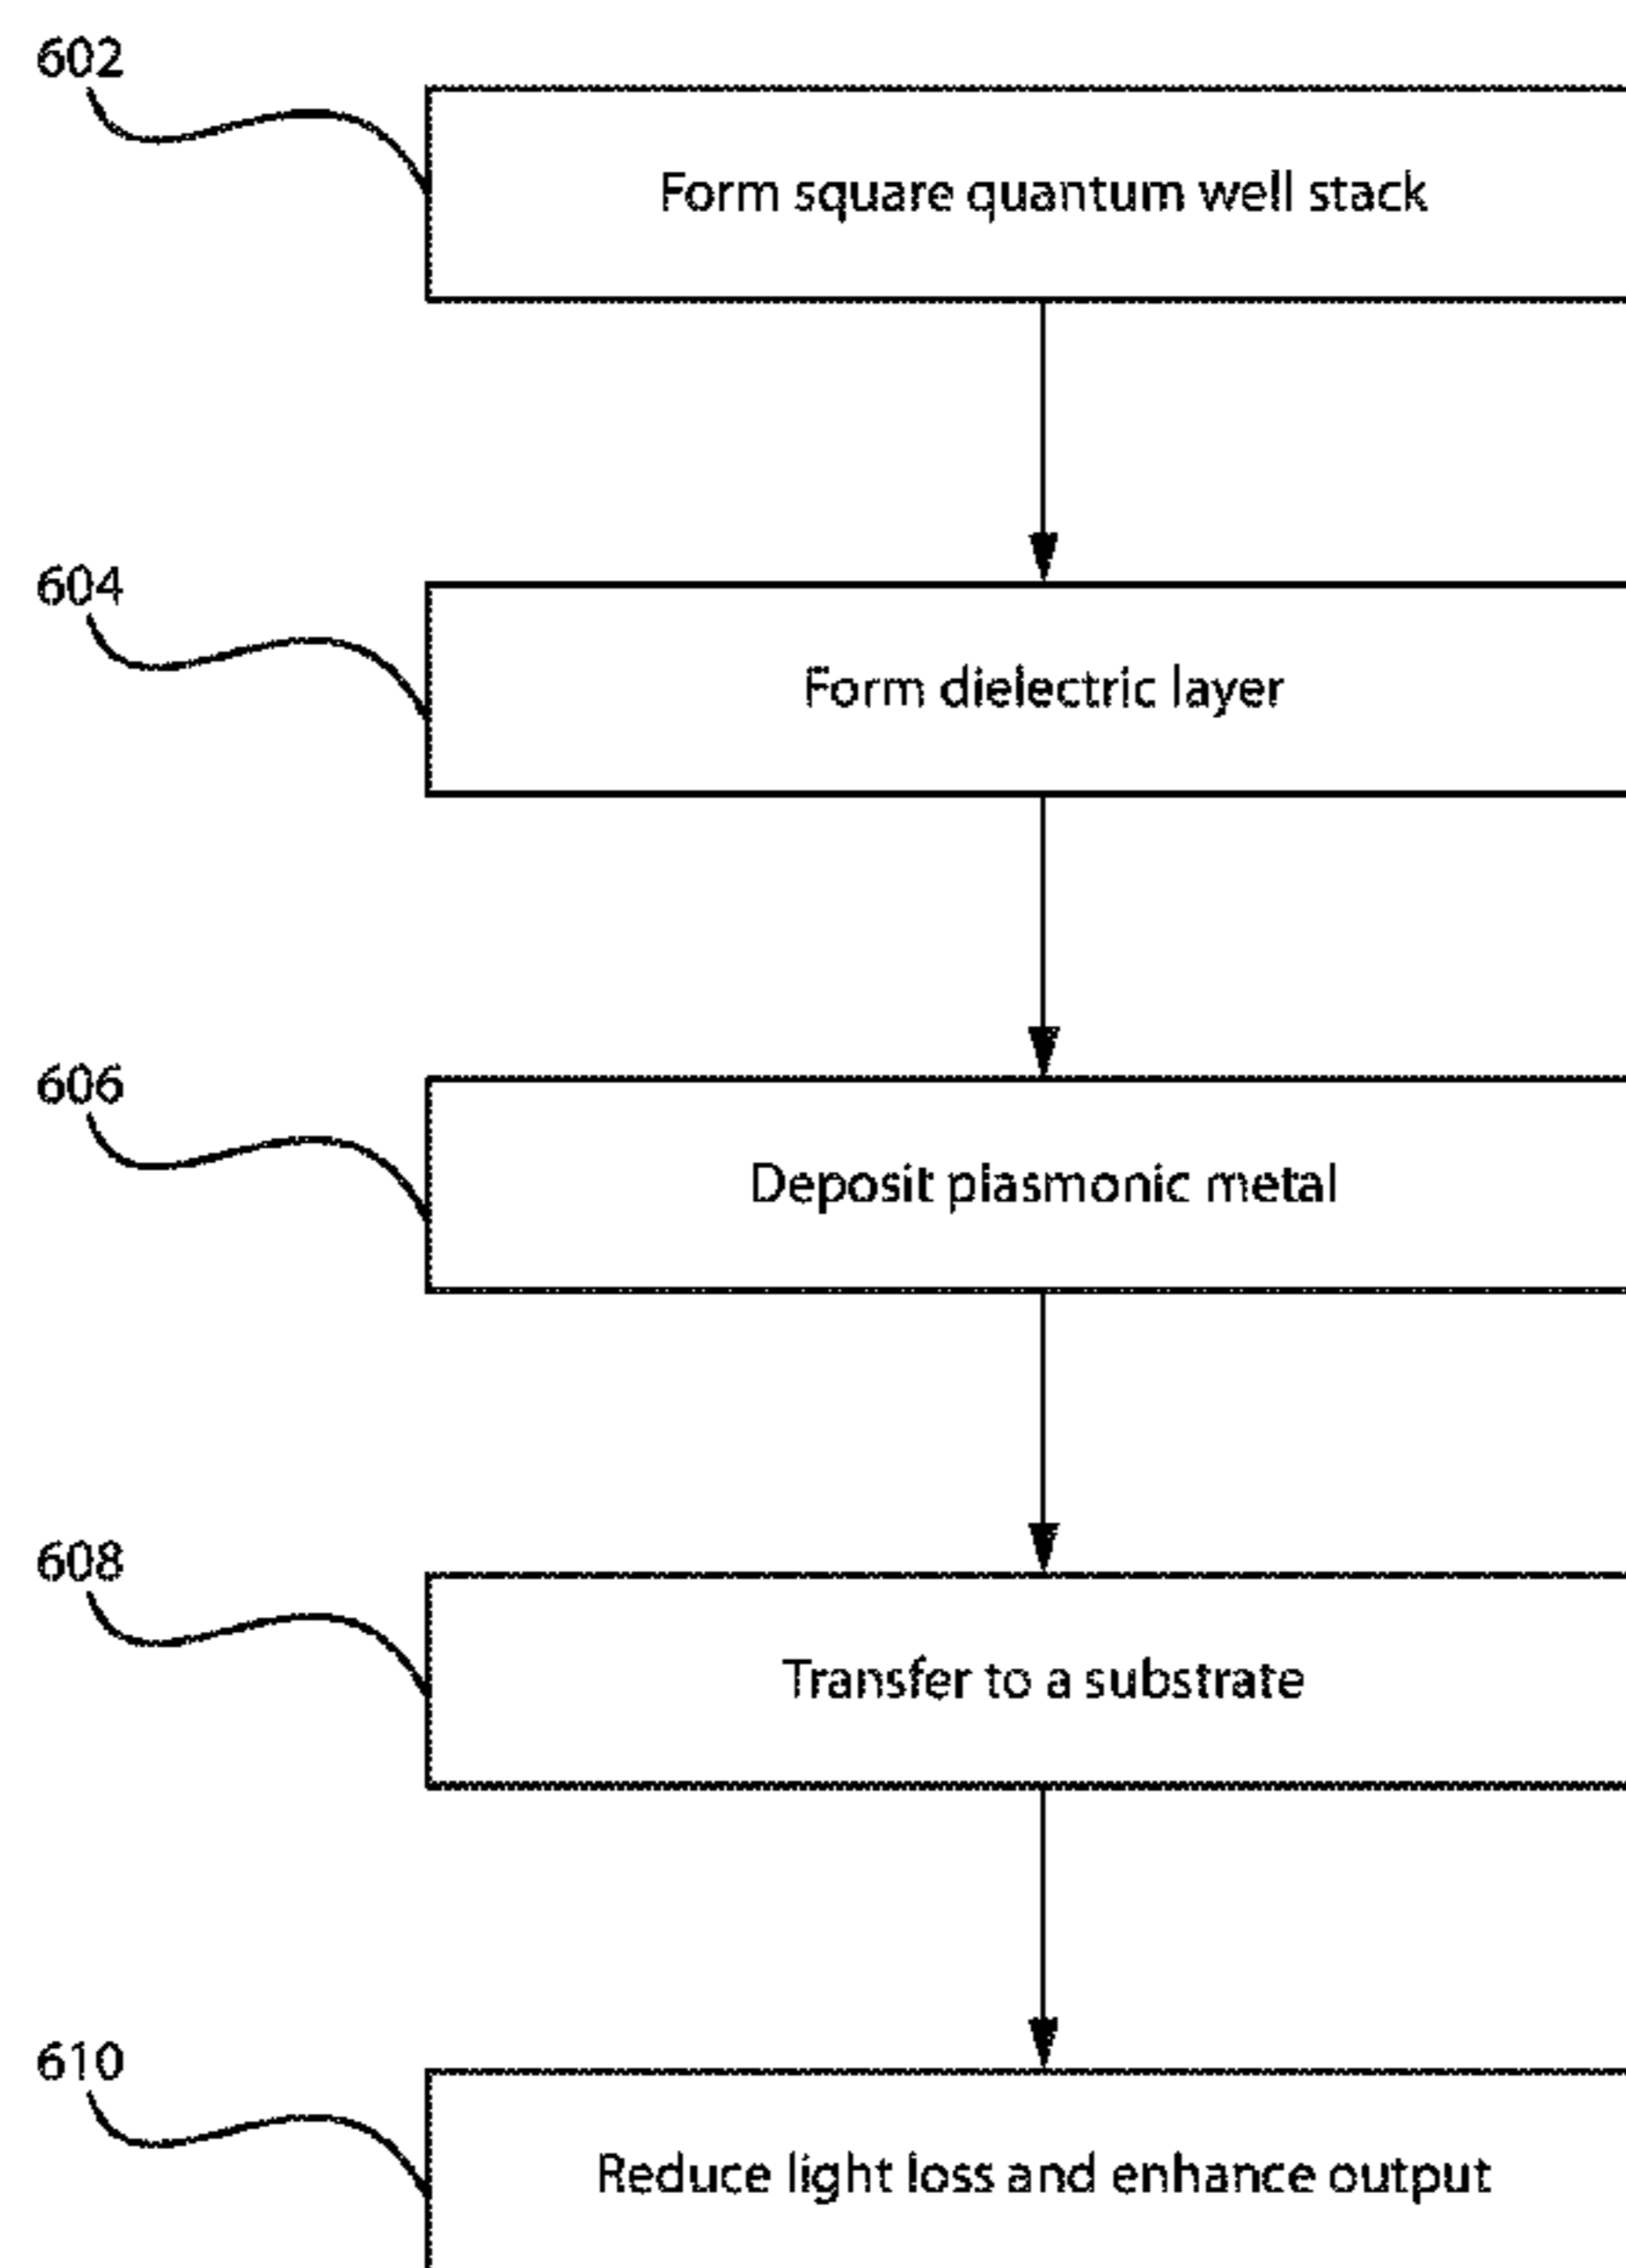 602
Form square quantum well stack
604
Form dielectric layer
606
Deposit plasmonic metal
608
Transfer to a substrate
610
Reduce light loss and enhance output